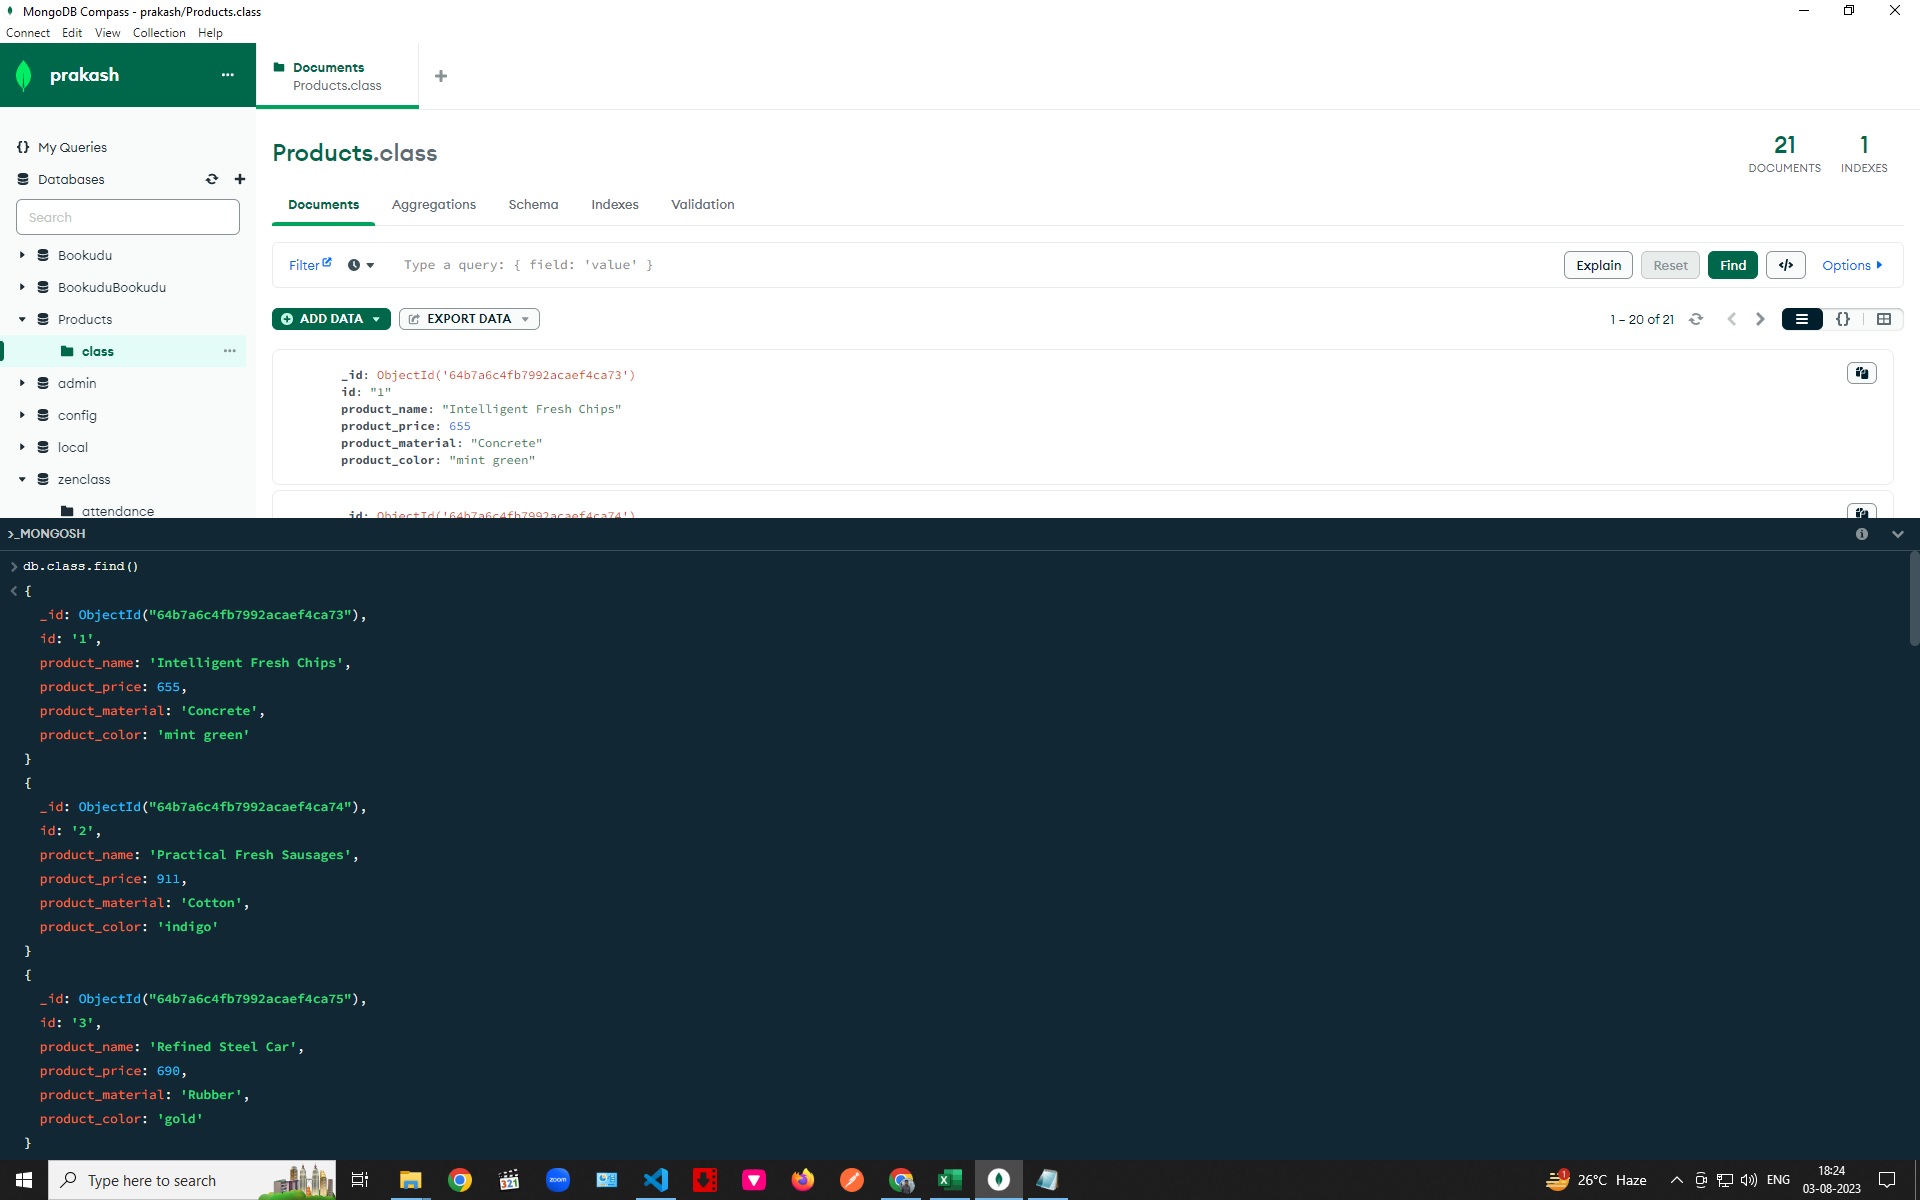 MongoDB Compass - prakash/Products.class
Connect Edit View Collection Help
prakash
Documents
Products.class
My Queries
Databases
Search
Bookudu
BookuduBookudu
Products
class
admin
config
local
zenclass
attendance
Products.class
21
DOCUMENTS
1
INDEXES
Documents Aggregations Schema Indexes Validation
Filter Type a query: { field: 'value' } Explain Reset Find </> Options
ADD DATA EXPORT DATA 1 – 20 of 21 {}
_id: ObjectId('64b7a6c4fb7992acaef4ca73')
id: "1"
product_name: "Intelligent Fresh Chips"
product_price: 655
product_material: "Concrete"
product_color: "mint green"
_id: ObjectId('64b7a6c4fb7992acaef4ca74')
>_MONGOSH
> db.class.find()
< {
_id: ObjectId("64b7a6c4fb7992acaef4ca73"),
id: '1',
product_name: 'Intelligent Fresh Chips',
product_price: 655,
product_material: 'Concrete',
product_color: 'mint green'
}
{
_id: ObjectId("64b7a6c4fb7992acaef4ca74"),
id: '2',
product_name: 'Practical Fresh Sausages',
product_price: 911,
product_material: 'Cotton',
product_color: 'indigo'
}
{
_id: ObjectId("64b7a6c4fb7992acaef4ca75"),
id: '3',
product_name: 'Refined Steel Car',
product_price: 690,
product_material: 'Rubber',
product_color: 'gold'
}
Type here to search
321
zoom
1
26°C Haze
ENG
18:24
03-08-2023